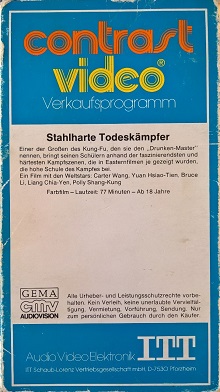 contrast
video®
Verkaufsprogramm
Stahlharte Todeskämpfer
Einer der Großen des Kung-Fu, den sie den „Drunken-Master"
nennen, bringt seinen Schülern anhand der faszinierendsten und
härtesten Kampfszenen, die in Easternfilmen je gezeigt wurden,
die hohe Schule des Kampfes bei.
Ein Film mit den Weltstars: Carter Wang, Yuan Hsiao-Tien, Bruce
Li, Liang Chia-Yen, Polly Shang-Kung
Farbfilm – Laufzeit: 77 Minuten – Ab 18 Jahre
GEMA
AUDIOVISION
Alle Urheber- und Leistungsschutzrechte vorbe-
halten. Kein Verleih, keine unerlaubte Vervielfäl-
tigung, Vermietung, Vorführung, Sendung. Nur
zum persönlichen Gebrauch durch den Käufer.
Audio Video Elektronik ITT
ITT Schaub-Lorenz Vertriebsgesellschaft mbH. D-7530 Pforzheim